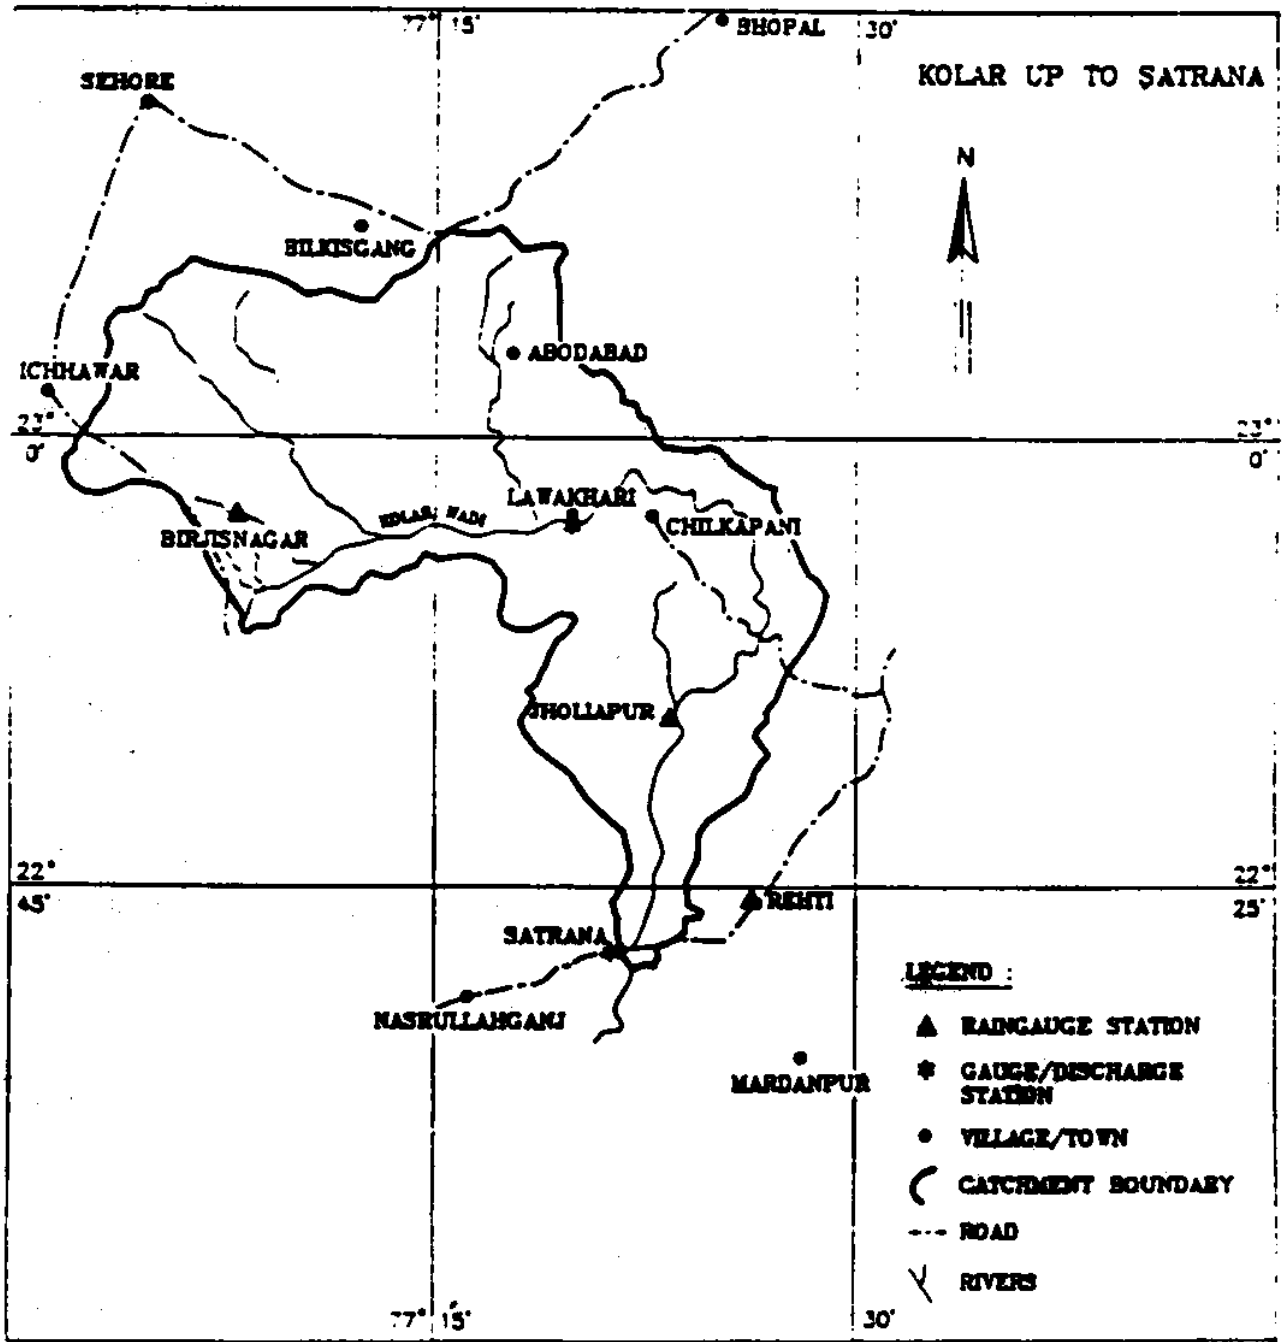 77° 15'
BHOPAL
30'
SEHORE
KOLAR UP TO SATRANA
N
BILKISGANG
ABODABAD
ICHHAWAR
23°
0'
23°
0'
LAWAKHARI
KOLAR NADI
CHILKAPANI
BIRJISNAGAR
JHOLIAPUR
22°
45'
22°
25'
REHTI
SATRANA
NASRULLAHGANJ
MARDANPUR
LEGEND :
RAINGAUGE STATION
GAUGE/DISCHARGE
STATION
VILLAGE/TOWN
CATCHMENT BOUNDARY
ROAD
RIVERS
77° 15'
30'